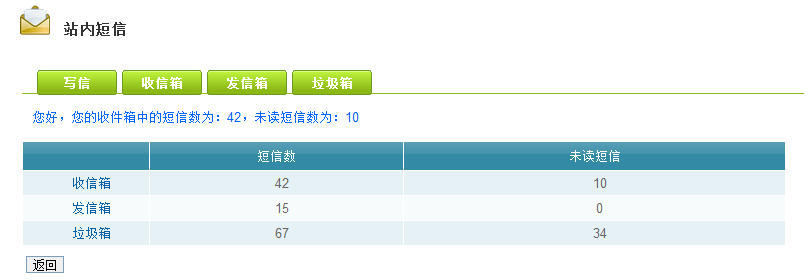 站内短信
写信 收信箱 发信箱 垃圾箱
您好，您的收件箱中的短信数为：42，未读短信数为：10
短信数 未读短信
收信箱 42 10
发信箱 15 0
垃圾箱 67 34
返回